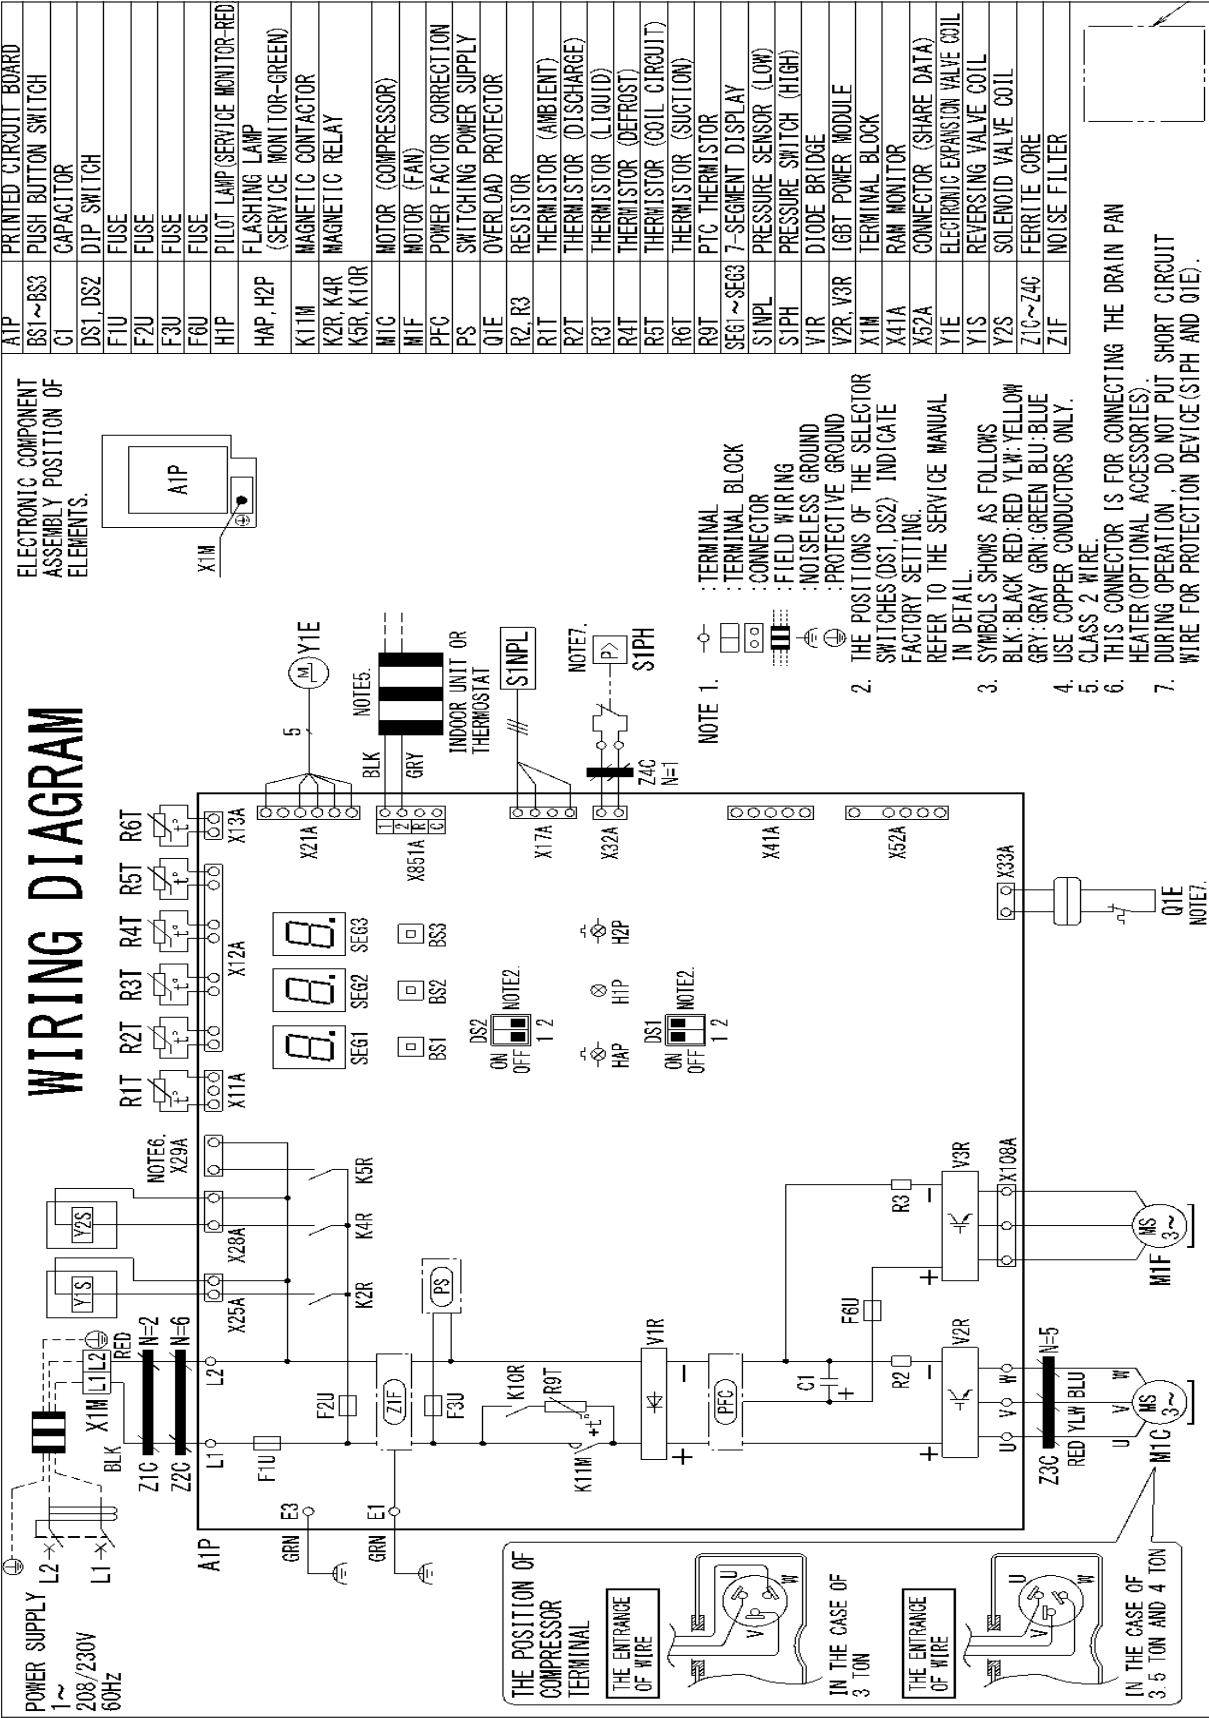 WIRING DIAGRAM
POWER SUPPLY
1~
208/230V
60Hz
L2
L1
X1M
L1 L2
BLK
RED
Z1C
N=2
Z2C
N=6
Y1S
Y2S
NOTE6.
X25A
X28A
X29A
R1T
R2T
R3T
R4T
R5T
R6T
t°
t°
t°
t°
t°
t°
X11A
X12A
X13A
A1P
L1
L2
F1U
F2U
K2R
K4R
K5R
GRN
E3
GRN
E1
Z1F
F3U
PS
K11M
K10R
R9T
+t°
V1R
+
-
PFC
C1
+
F6U
R2
R3
+
-
V2R
+
-
V3R
X108A
U
V
W
Z3C
N=5
RED
YLW
BLU
U
V
W
MS
3~
M1C
MS
3~
M1F
SEG1
SEG2
SEG3
BS1
BS2
BS3
DS2
NOTE2.
ON
OFF
1 2
HAP
H1P
H2P
DS1
NOTE2.
ON
OFF
1 2
X21A
5
M
Y1E
X851A
1
2
R
C
BLK
GRY
NOTE5.
INDOOR UNIT OR
THERMOSTAT
X17A
S1NPL
X32A
Z4C
N=1
NOTE7.
P>
S1PH
X41A
X52A
X33A
Q1E
NOTE7.
THE POSITION OF
COMPRESSOR
TERMINAL
THE ENTRANCE
OF WIRE
U
V
W
IN THE CASE OF
3 TON
THE ENTRANCE
OF WIRE
U
V
W
IN THE CASE OF
3.5 TON AND 4 TON
ELECTRONIC COMPONENT
ASSEMBLY POSITION OF
ELEMENTS.
A1P
X1M
NOTE 1.
:TERMINAL
:TERMINAL BLOCK
:CONNECTOR
:FIELD WIRING
:NOISELESS GROUND
:PROTECTIVE GROUND
2. THE POSITIONS OF THE SELECTOR
SWITCHES(DS1,DS2) INDICATE
FACTORY SETTING.
REFER TO THE SERVICE MANUAL
IN DETAIL.
3. SYMBOLS SHOWS AS FOLLOWS
BLK:BLACK RED:RED YLW:YELLOW
GRY:GRAY GRN:GREEN BLU:BLUE
4. USE COPPER CONDUCTORS ONLY.
5. CLASS 2 WIRE.
6. THIS CONNECTOR IS FOR CONNECTING THE DRAIN PAN
HEATER(OPTIONAL ACCESSORIES).
7. DURING OPERATION , DO NOT PUT SHORT CIRCUIT
WIRE FOR PROTECTION DEVICE(S1PH AND Q1E).
A1P PRINTED CIRCUIT BOARD
BS1~BS3 PUSH BUTTON SWITCH
C1 CAPACITOR
DS1,DS2 DIP SWITCH
F1U FUSE
F2U FUSE
F3U FUSE
F6U FUSE
H1P PILOT LAMP(SERVICE MONITOR-RED
HAP,H2P FLASHING LAMP
(SERVICE MONITOR-GREEN)
K11M MAGNETIC CONTACTOR
K2R,K4R MAGNETIC RELAY
K5R,K10R
M1C MOTOR (COMPRESSOR)
M1F MOTOR (FAN)
PFC POWER FACTOR CORRECTION
PS SWITCHING POWER SUPPLY
Q1E OVERLOAD PROTECTOR
R2,R3 RESISTOR
R1T THERMISTOR (AMBIENT)
R2T THERMISTOR (DISCHARGE)
R3T THERMISTOR (LIQUID)
R4T THERMISTOR (DEFROST)
R5T THERMISTOR (COIL CIRCUIT)
R6T THERMISTOR (SUCTION)
R9T PTC THERMISTOR
SEG1~SEG3 7-SEGMENT DISPLAY
S1NPL PRESSURE SENSOR (LOW)
S1PH PRESSURE SWITCH (HIGH)
V1R DIODE BRIDGE
V2R,V3R IGBT POWER MODULE
X1M TERMINAL BLOCK
X41A RAM MONITOR
X52A CONNECTOR (SHARE DATA)
Y1E ELECTRONIC EXPANSION VALVE COIL
Y1S REVERSING VALVE COIL
Y2S SOLENOID VALVE COIL
Z1C~Z4C FERRITE CORE
Z1F NOISE FILTER